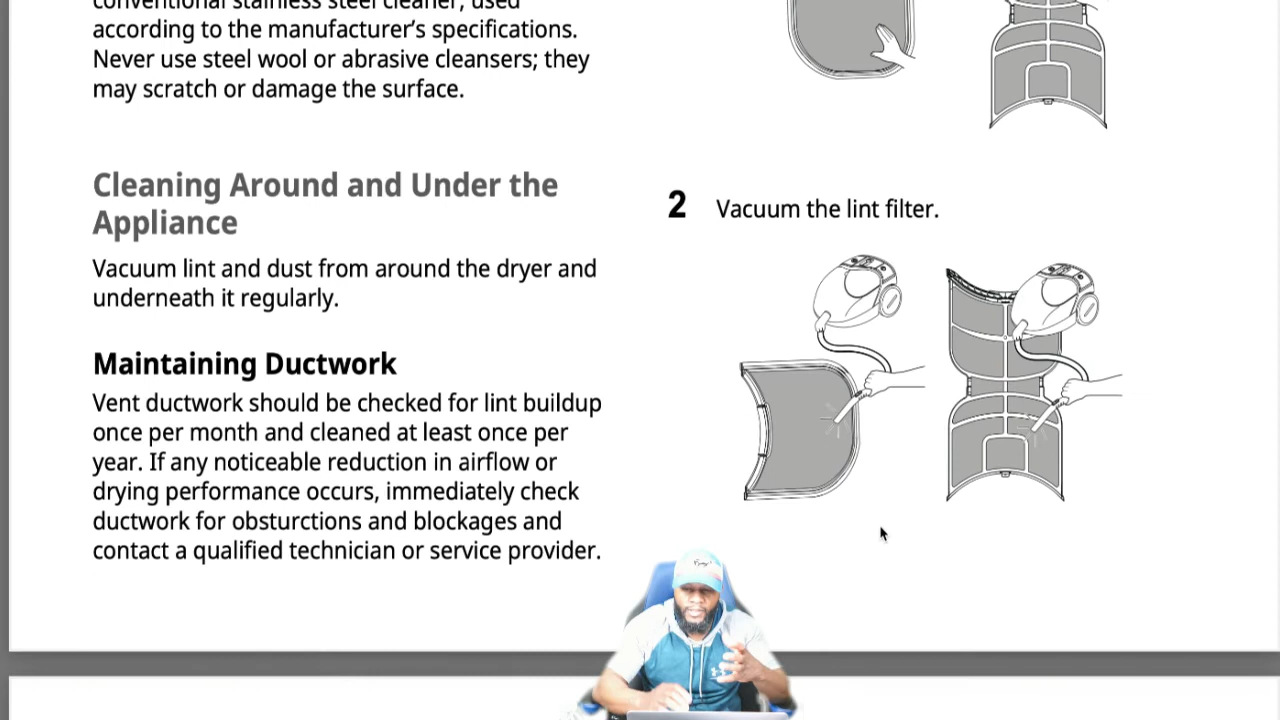 conventional stainless steel cleaner, used
according to the manufacturer's specifications.
Never use steel wool or abrasive cleansers; they
may scratch or damage the surface.
Cleaning Around and Under the
Appliance
Vacuum lint and dust from around the dryer and
underneath it regularly.
Maintaining Ductwork
Vent ductwork should be checked for lint buildup
once per month and cleaned at least once per
year. If any noticeable reduction in airflow or
drying performance occurs, immediately check
ductwork for obsturctions and blockages and
contact a qualified technician or service provider.
2 Vacuum the lint filter.